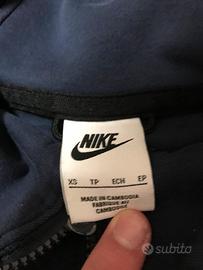 NIKE
XS TP ECH EP
MADE IN CAMBODIA
FABRIQUE AU
CAMBODGE
subito